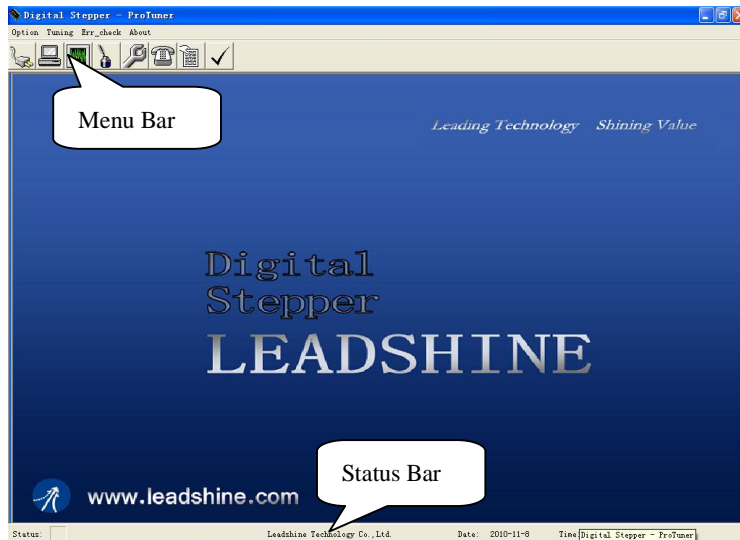 Digital Stepper - ProTuner
Option Tuning Err_check About
Menu Bar
Leading Technology Shining Value
Digital
Stepper
LEADSHINE
Status Bar
www.leadshine.com
Status: Leadshine Technology Co.,Ltd. Date: 2010-11-8 Time: Digital Stepper - ProTuner